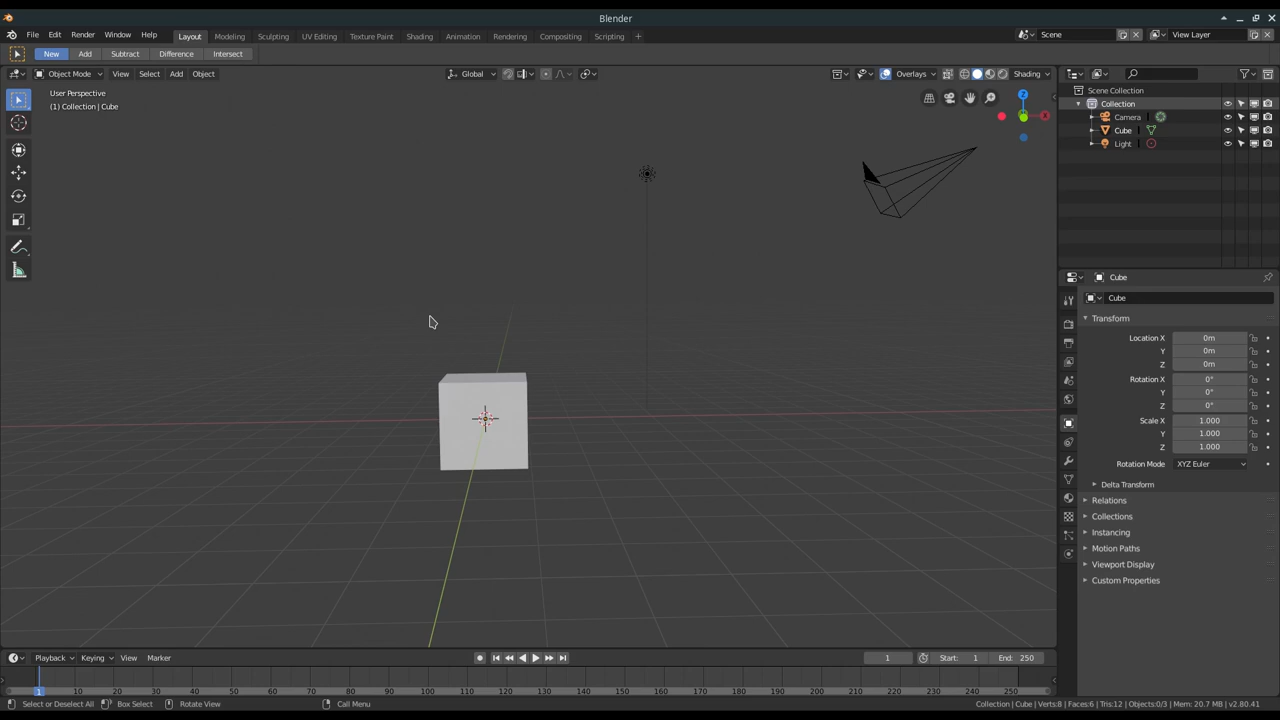 Blender
File Edit Render Window Help Layout Modeling Sculpting UV Editing Texture Paint Shading Animation Rendering Compositing Scripting + Scene View Layer
New Add Subtract Difference Intersect
Object Mode View Select Add Object Global Overlays Shading
User Perspective
(1) Collection | Cube
Z
X
Scene Collection
Collection
Camera
Cube
Light
Cube
Cube
Transform
Location X 0m
Y 0m
Z 0m
Rotation X 0°
Y 0°
Z 0°
Scale X 1.000
Y 1.000
Z 1.000
Rotation Mode XYZ Euler
Delta Transform
Relations
Collections
Instancing
Motion Paths
Viewport Display
Custom Properties
Playback Keying View Marker 1 Start: 1 End: 250
1 10 20 30 40 50 60 70 80 90 100 110 120 130 140 150 160 170 180 190 200 210 220 230 240 250
Select or Deselect All Box Select Rotate View Call Menu Collection | Cube | Verts:8 | Faces:6 | Tris:12 | Objects:0/3 | Mem: 20.7 MB | v2.80.41